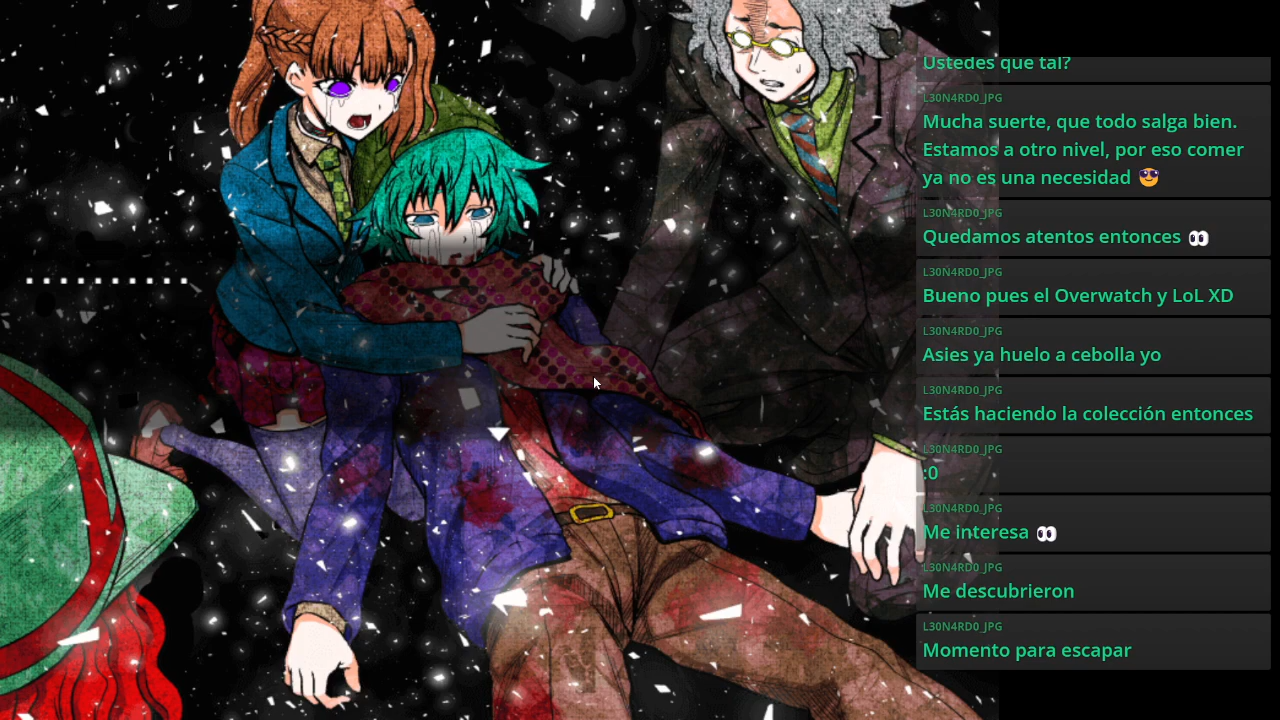 Ustedes que tal?
L30N4RD0_JPG
Mucha suerte, que todo salga bien.
Estamos a otro nivel, por eso comer
ya no es una necesidad 😎
L30N4RD0_JPG
Quedamos atentos entonces 👀
L30N4RD0_JPG
Bueno pues el Overwatch y LoL XD
L30N4RD0_JPG
Asies ya huelo a cebolla yo
L30N4RD0_JPG
Estás haciendo la colección entonces
L30N4RD0_JPG
:0
L30N4RD0_JPG
Me interesa 👀
L30N4RD0_JPG
Me descubrieron
L30N4RD0_JPG
Momento para escapar